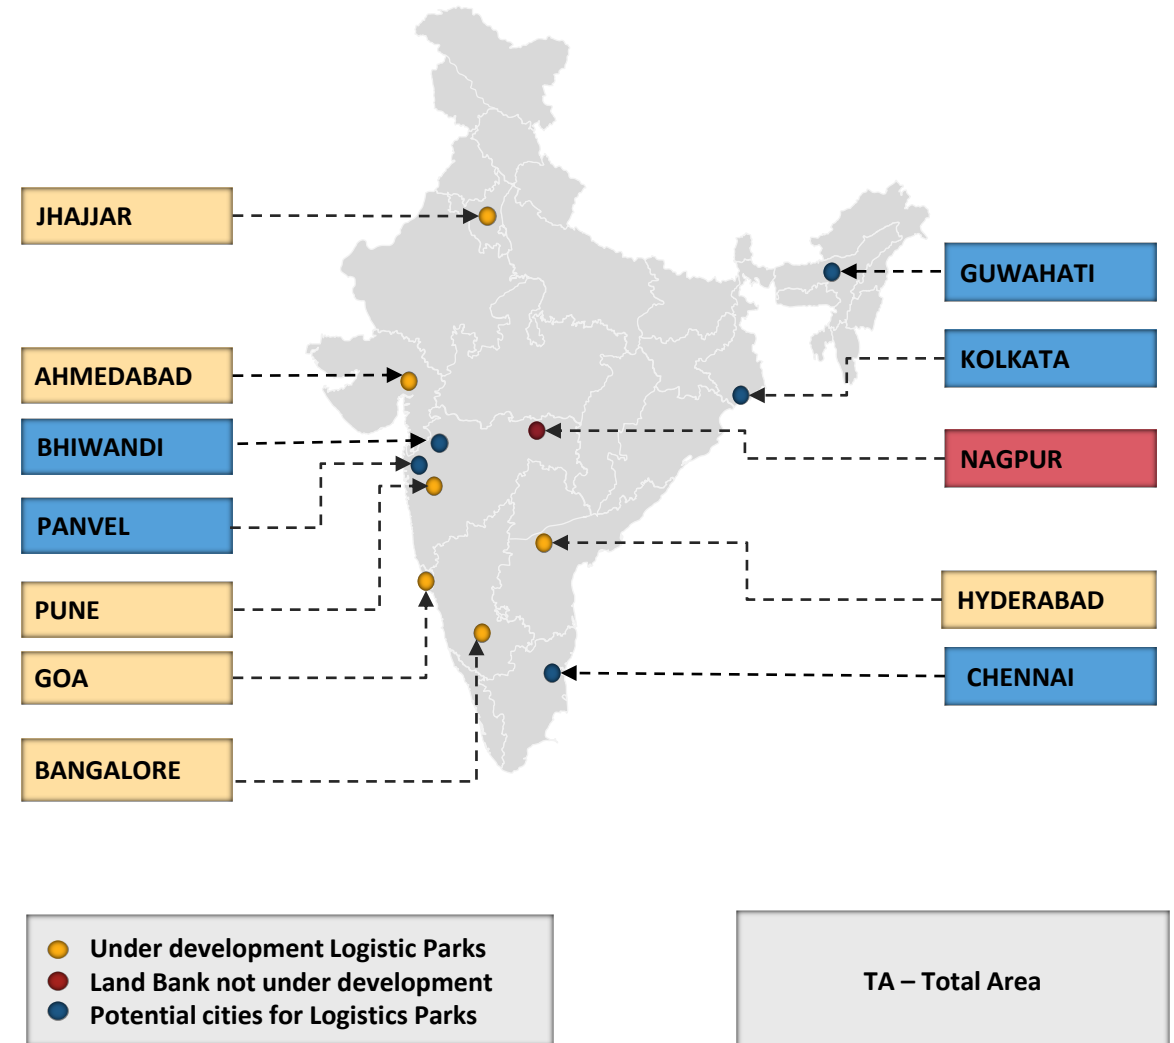 JHAJJAR
AHMEDABAD
BHIWANDI
PANVEL
PUNE
GOA
BANGALORE
GUWAHATI
KOLKATA
NAGPUR
HYDERABAD
CHENNAI
Under development Logistic Parks
Land Bank not under development
Potential cities for Logistics Parks
TA – Total Area